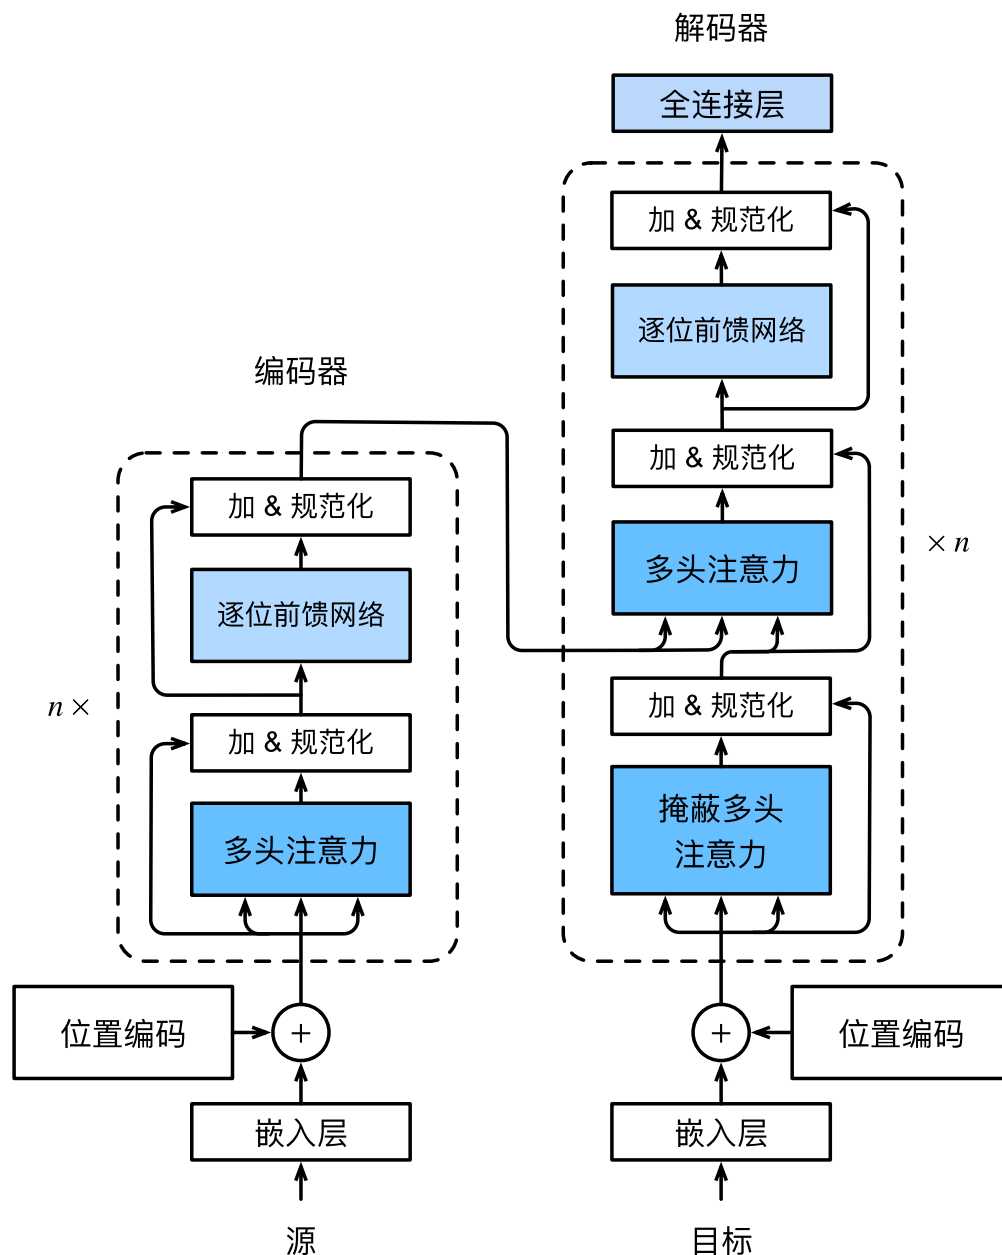 解码器
全连接层
加 & 规范化
逐位前馈网络
加 & 规范化
多头注意力
× n
加 & 规范化
掩蔽多头
注意力
位置编码
+
嵌入层
目标
编码器
加 & 规范化
逐位前馈网络
n ×
加 & 规范化
多头注意力
位置编码
+
嵌入层
源